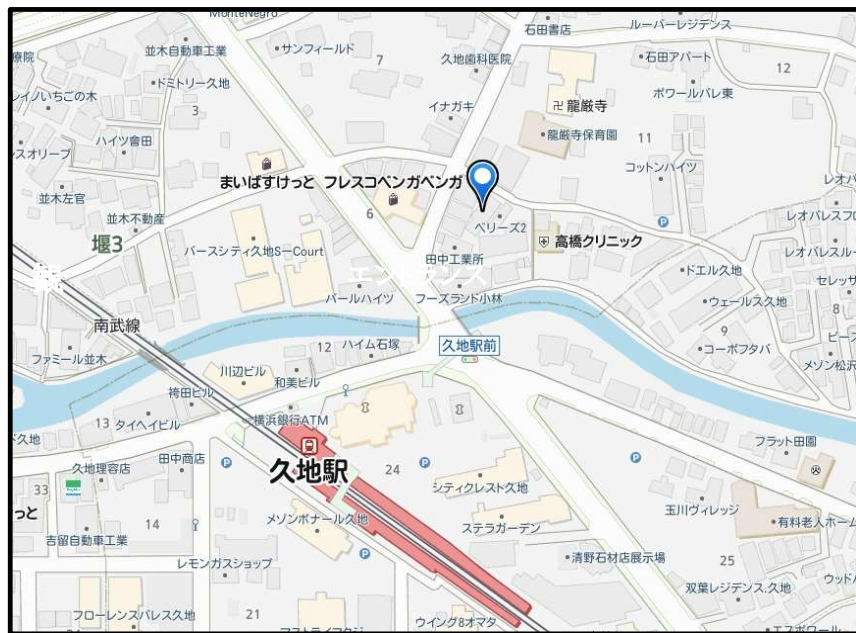 MonteNegro
石田書店
ルーバーレジデンス
並木自動車工業
サンフィールド
久地歯科医院
7
石田アパート
12
療院
ドミトリー久地
イナガキ
龍厳寺
ボワールバレ東
レイノいちごの木
3
龍厳寺保育園
11
ハイツ會田
コットンハイツ
ンスオリーブ
まいばすけっと フレスコベンガベンガ
並木左官
レオパ
並木不動産
6
ベリーズ2
P
レオパレスフロ
堰3
バースシティ久地S-Court
田中工業所
高橋クリニック
レオパレスルー
エントランス
ドエル久地
セレッサ
パールハイツ
フーズランド小林
ウェールス久地
8
南武線
9
ファミール並木
12
ハイム石塚
久地駅前
コーポフタバ
ビース
川辺ビル
メゾン松沢
袴田ビル
和美ビル
13
タイヘイビル
横浜銀行ATM
ド久地
フラット田園
久地理容店
田中商店
P
久地駅
24
P
P
33
シティクレスト久地
っと
14
メゾンボナール久地
ステラガーデン
玉川ヴィレッジ
有料老人ホーム
吉留自動車工業
P
レモンガスショップ
清野石材店展示場
25
双葉レジデンス.久地
ウッドパ
フローレンスパレス久地
21
ウイング8オマタ
エスポワール